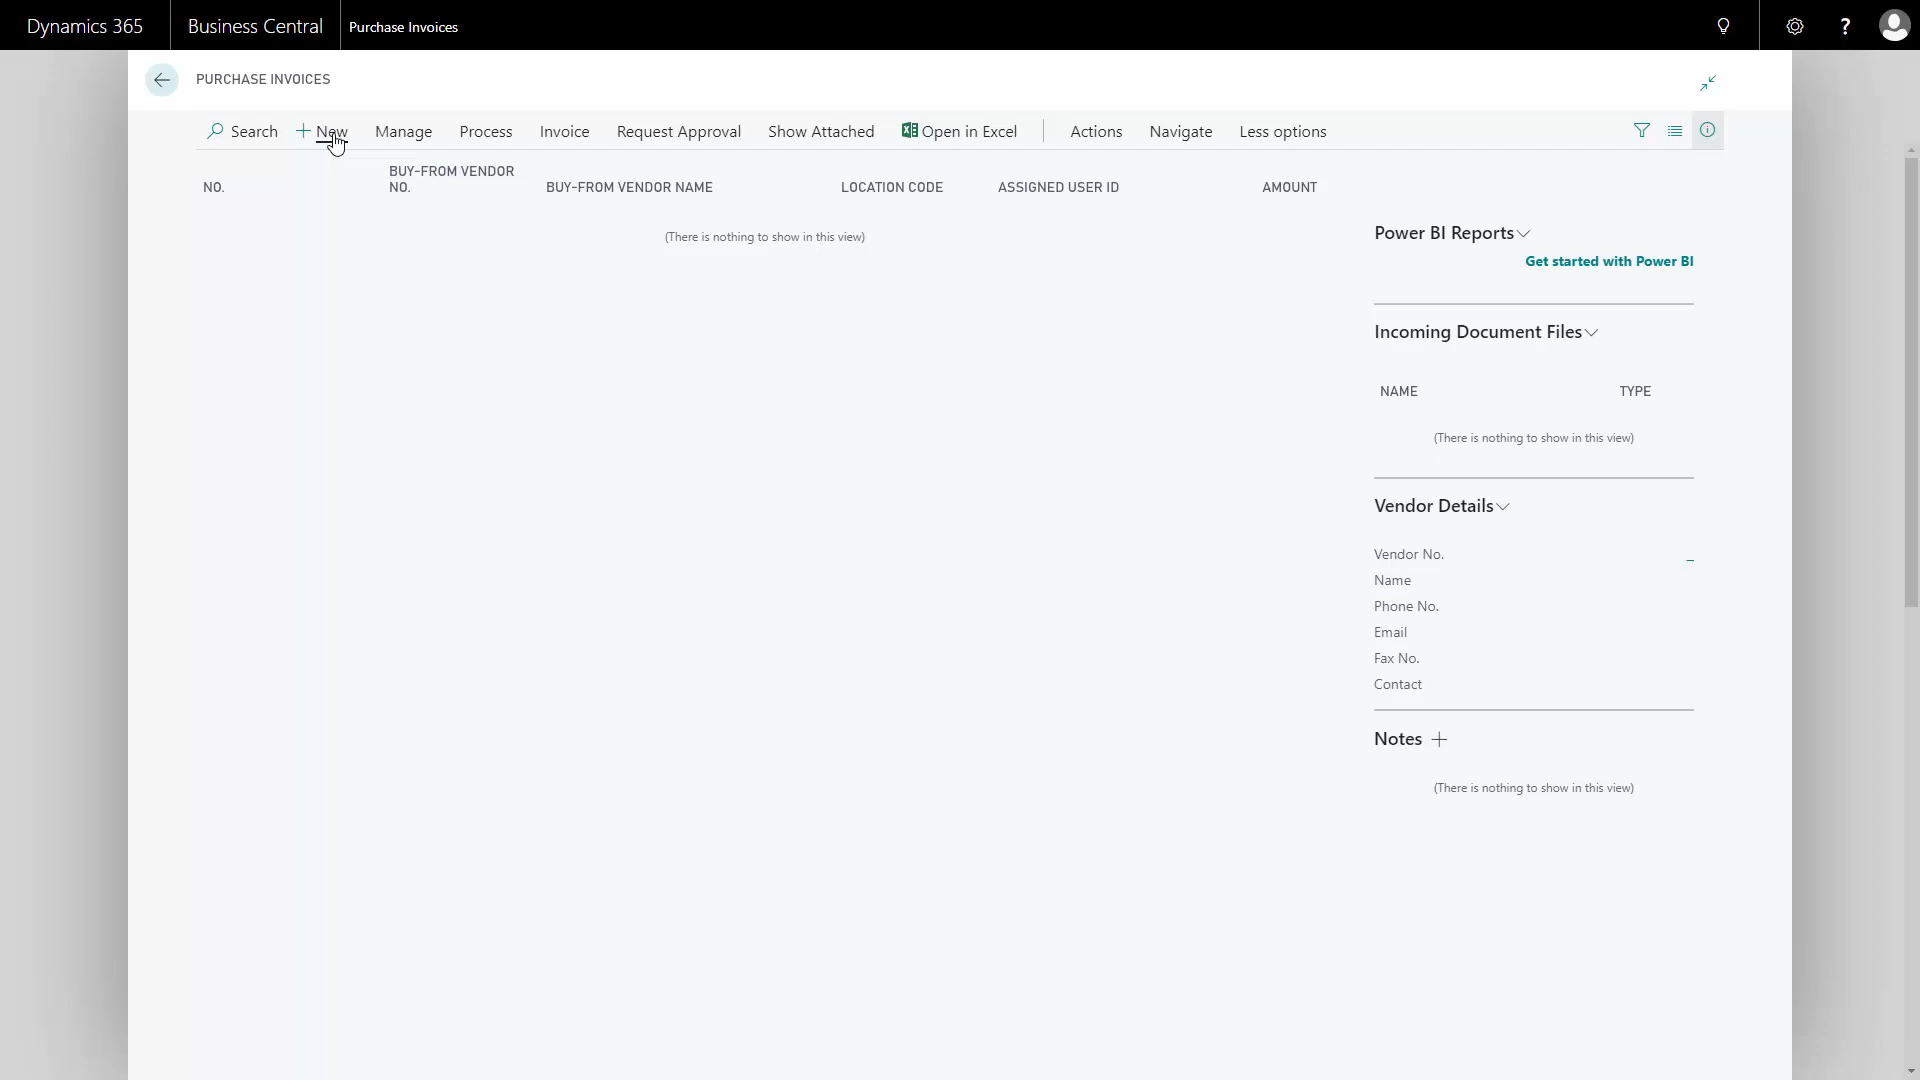 Dynamics 365
Business Central
Purchase Invoices
?
PURCHASE INVOICES
Search
New
Manage
Process
Invoice
Request Approval
Show Attached
Open in Excel
Actions
Navigate
Less options
NO.
BUY-FROM VENDOR
NO.
BUY-FROM VENDOR NAME
LOCATION CODE
ASSIGNED USER ID
AMOUNT
(There is nothing to show in this view)
Power BI Reports
Get started with Power BI
Incoming Document Files
NAME
TYPE
(There is nothing to show in this view)
Vendor Details
Vendor No.
_
Name
Phone No.
Email
Fax No.
Contact
Notes
(There is nothing to show in this view)